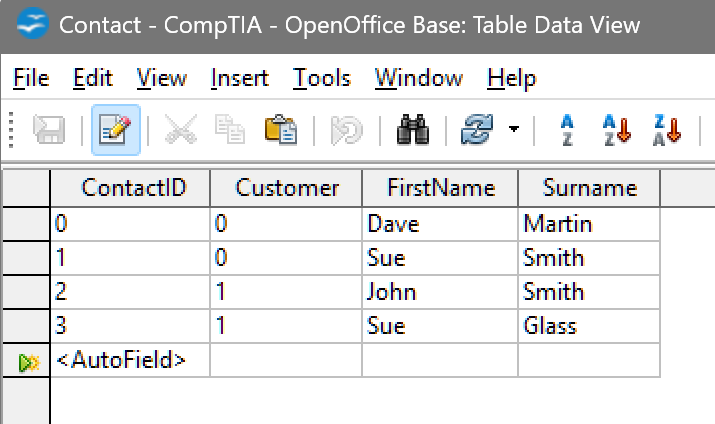 Contact - CompTIA - OpenOffice Base: Table Data View
File Edit View Insert Tools Window Help
A Z A Z Z A
ContactID Customer FirstName Surname
0 0 Dave Martin
1 0 Sue Smith
2 1 John Smith
3 1 Sue Glass
<AutoField>